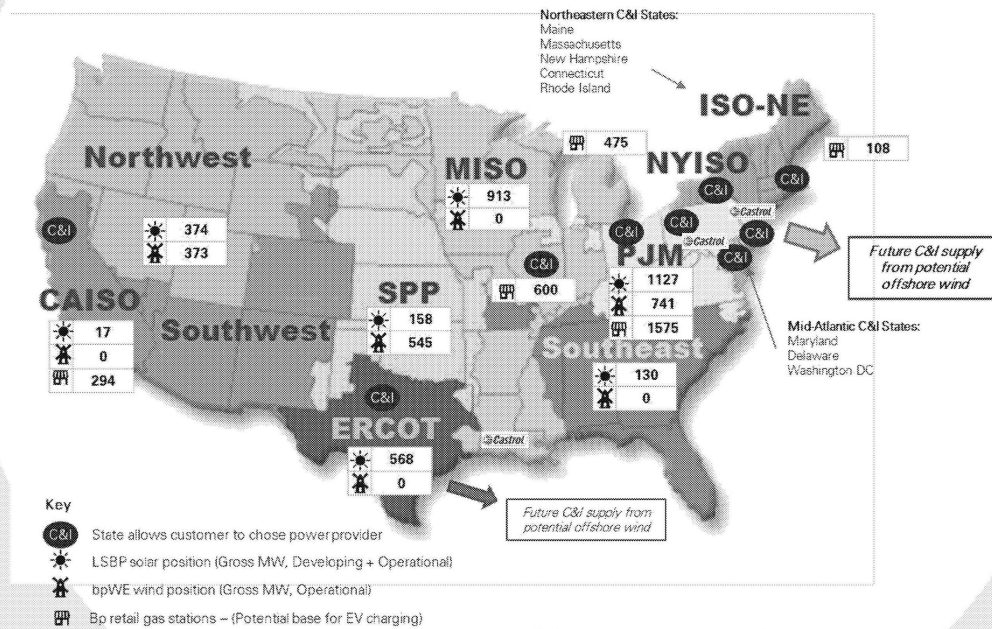 Northeastern C&I States:
Maine
Massachusetts
New Hampshire
Connecticut
Rhode Island
ISO-NE
475
108
NYISO
C&I
C&I
Castrol
C&I
Castrol
C&I
C&I
C&I
Northwest
MISO
913
0
C&I
374
373
C&I
600
PJM
1127
741
1575
Future C&I supply
from potential
offshore wind
CAISO
17
0
294
Southwest
SPP
158
545
Southeast
130
0
Mid-Atlantic C&I States:
Maryland
Delaware
Washington DC
C&I
ERCOT
568
0
Castrol
Future C&I supply from
potential offshore wind
Key
C&I State allows customer to chose power provider
LSBP solar position (Gross MW, Developing + Operational)
bpWE wind position (Gross MW, Operational)
Bp retail gas stations – (Potential base for EV charging)